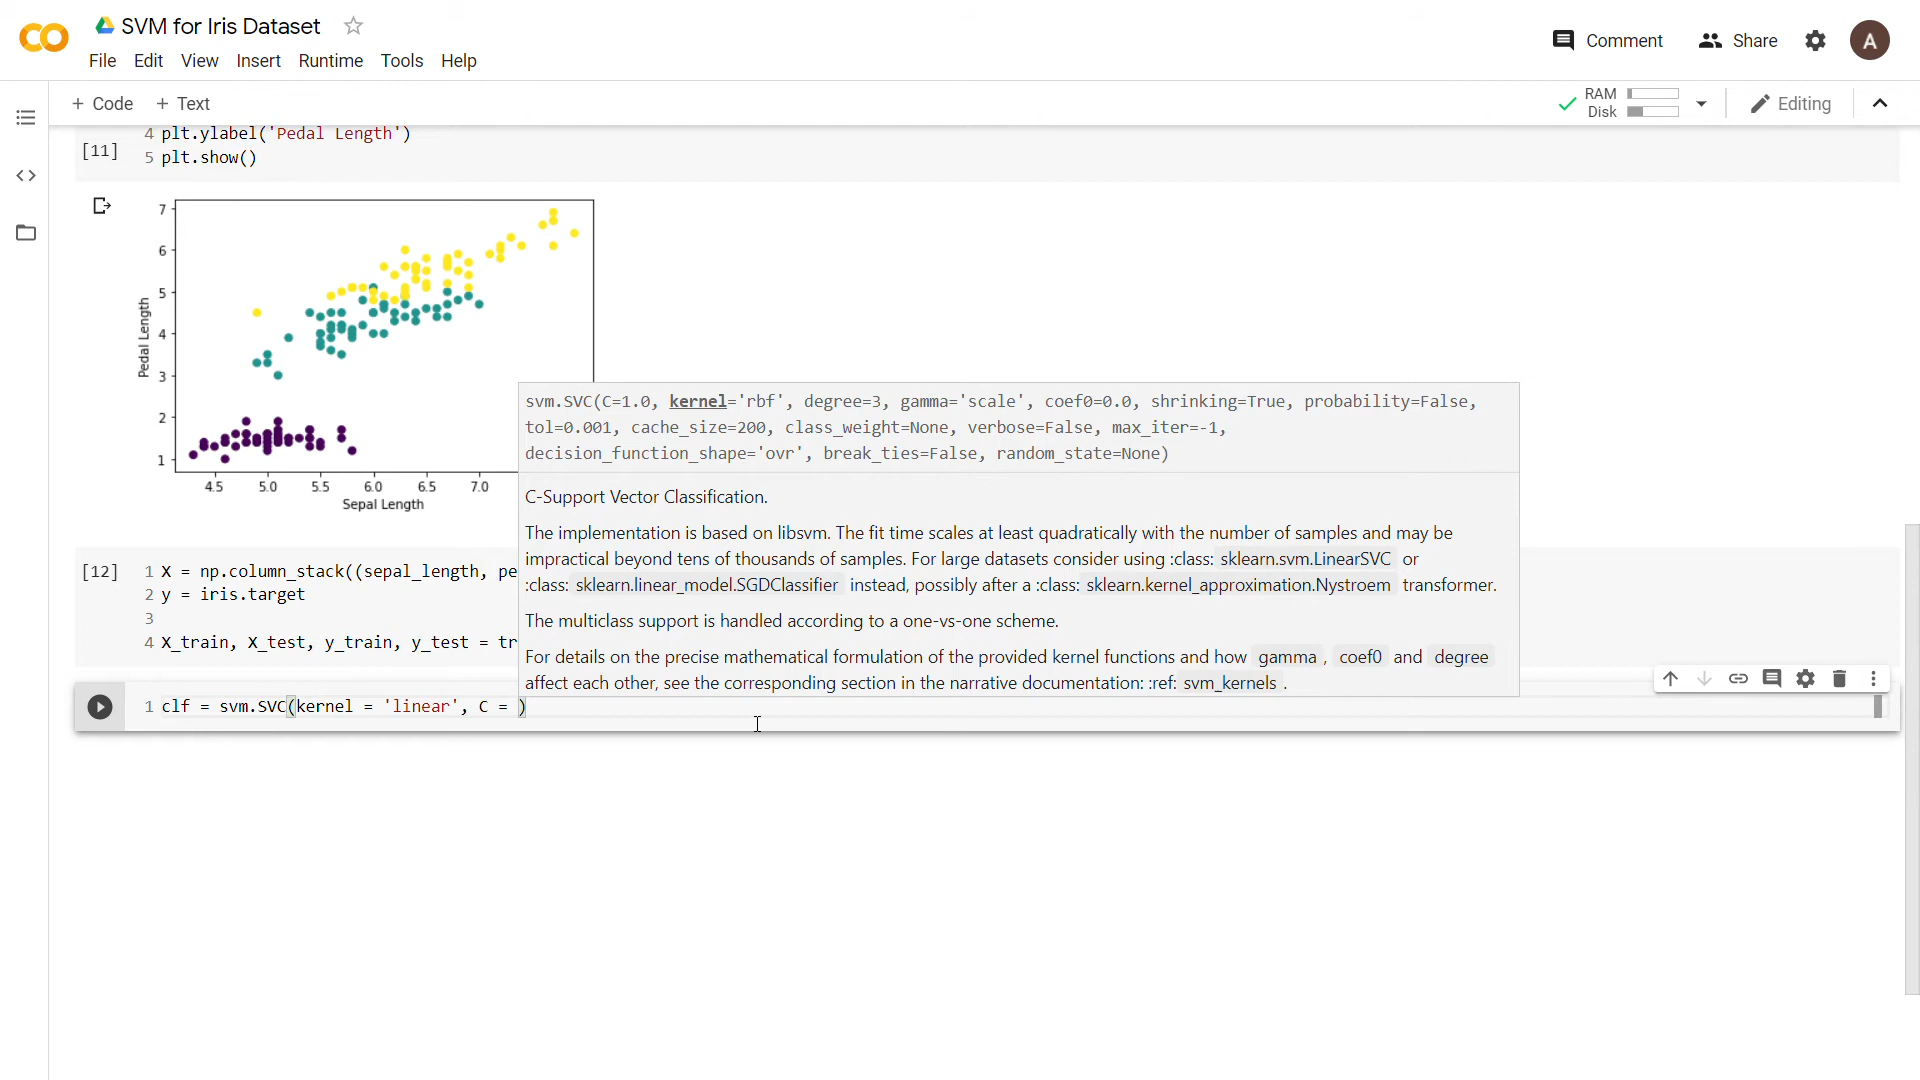 SVM for Iris Dataset
Comment
Share
A
File Edit View Insert Runtime Tools Help
+ Code + Text
RAM
Disk
Editing
4 plt.ylabel('Pedal Length')
[11]
5 plt.show()
7
6
5
4
3
2
1
Pedal Length
4.5 5.0 5.5 6.0 6.5 7.0
Sepal Length
svm.SVC(C=1.0, kernel='rbf', degree=3, gamma='scale', coef0=0.0, shrinking=True, probability=False,
tol=0.001, cache_size=200, class_weight=None, verbose=False, max_iter=-1,
decision_function_shape='ovr', break_ties=False, random_state=None)
C-Support Vector Classification.
The implementation is based on libsvm. The fit time scales at least quadratically with the number of samples and may be
impractical beyond tens of thousands of samples. For large datasets consider using :class: sklearn.svm.LinearSVC or
:class: sklearn.linear_model.SGDClassifier instead, possibly after a :class: sklearn.kernel_approximation.Nystroem transformer.
The multiclass support is handled according to a one-vs-one scheme.
For details on the precise mathematical formulation of the provided kernel functions and how gamma , coef0 and degree
affect each other, see the corresponding section in the narrative documentation: :ref: svm_kernels .
[12] 1 X = np.column_stack((sepal_length, pe
2 y = iris.target
3
4 X_train, X_test, y_train, y_test = tr
1 clf = svm.SVC(kernel = 'linear', C = )